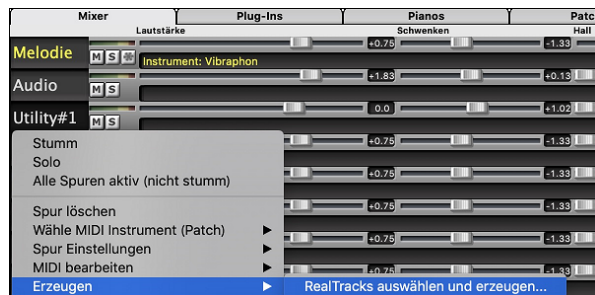 Mixer Plug-Ins Pianos Patc
Lautstärke Schwenken Hall
Melodie +0.75 -1.33
M S Instrument: Vibraphon
Audio +1.83 +0.13
M S
Utility#1 0.0 +1.02
M S
Stumm +0.75 -1.33
Solo
Alle Spuren aktiv (nicht stumm) +0.75 -1.33
Spur löschen +0.75 -1.33
Wähle MIDI Instrument (Patch)
Spur Einstellungen +0.75 -1.33
MIDI bearbeiten +0.75 -1.33
Erzeugen RealTracks auswählen und erzeugen...